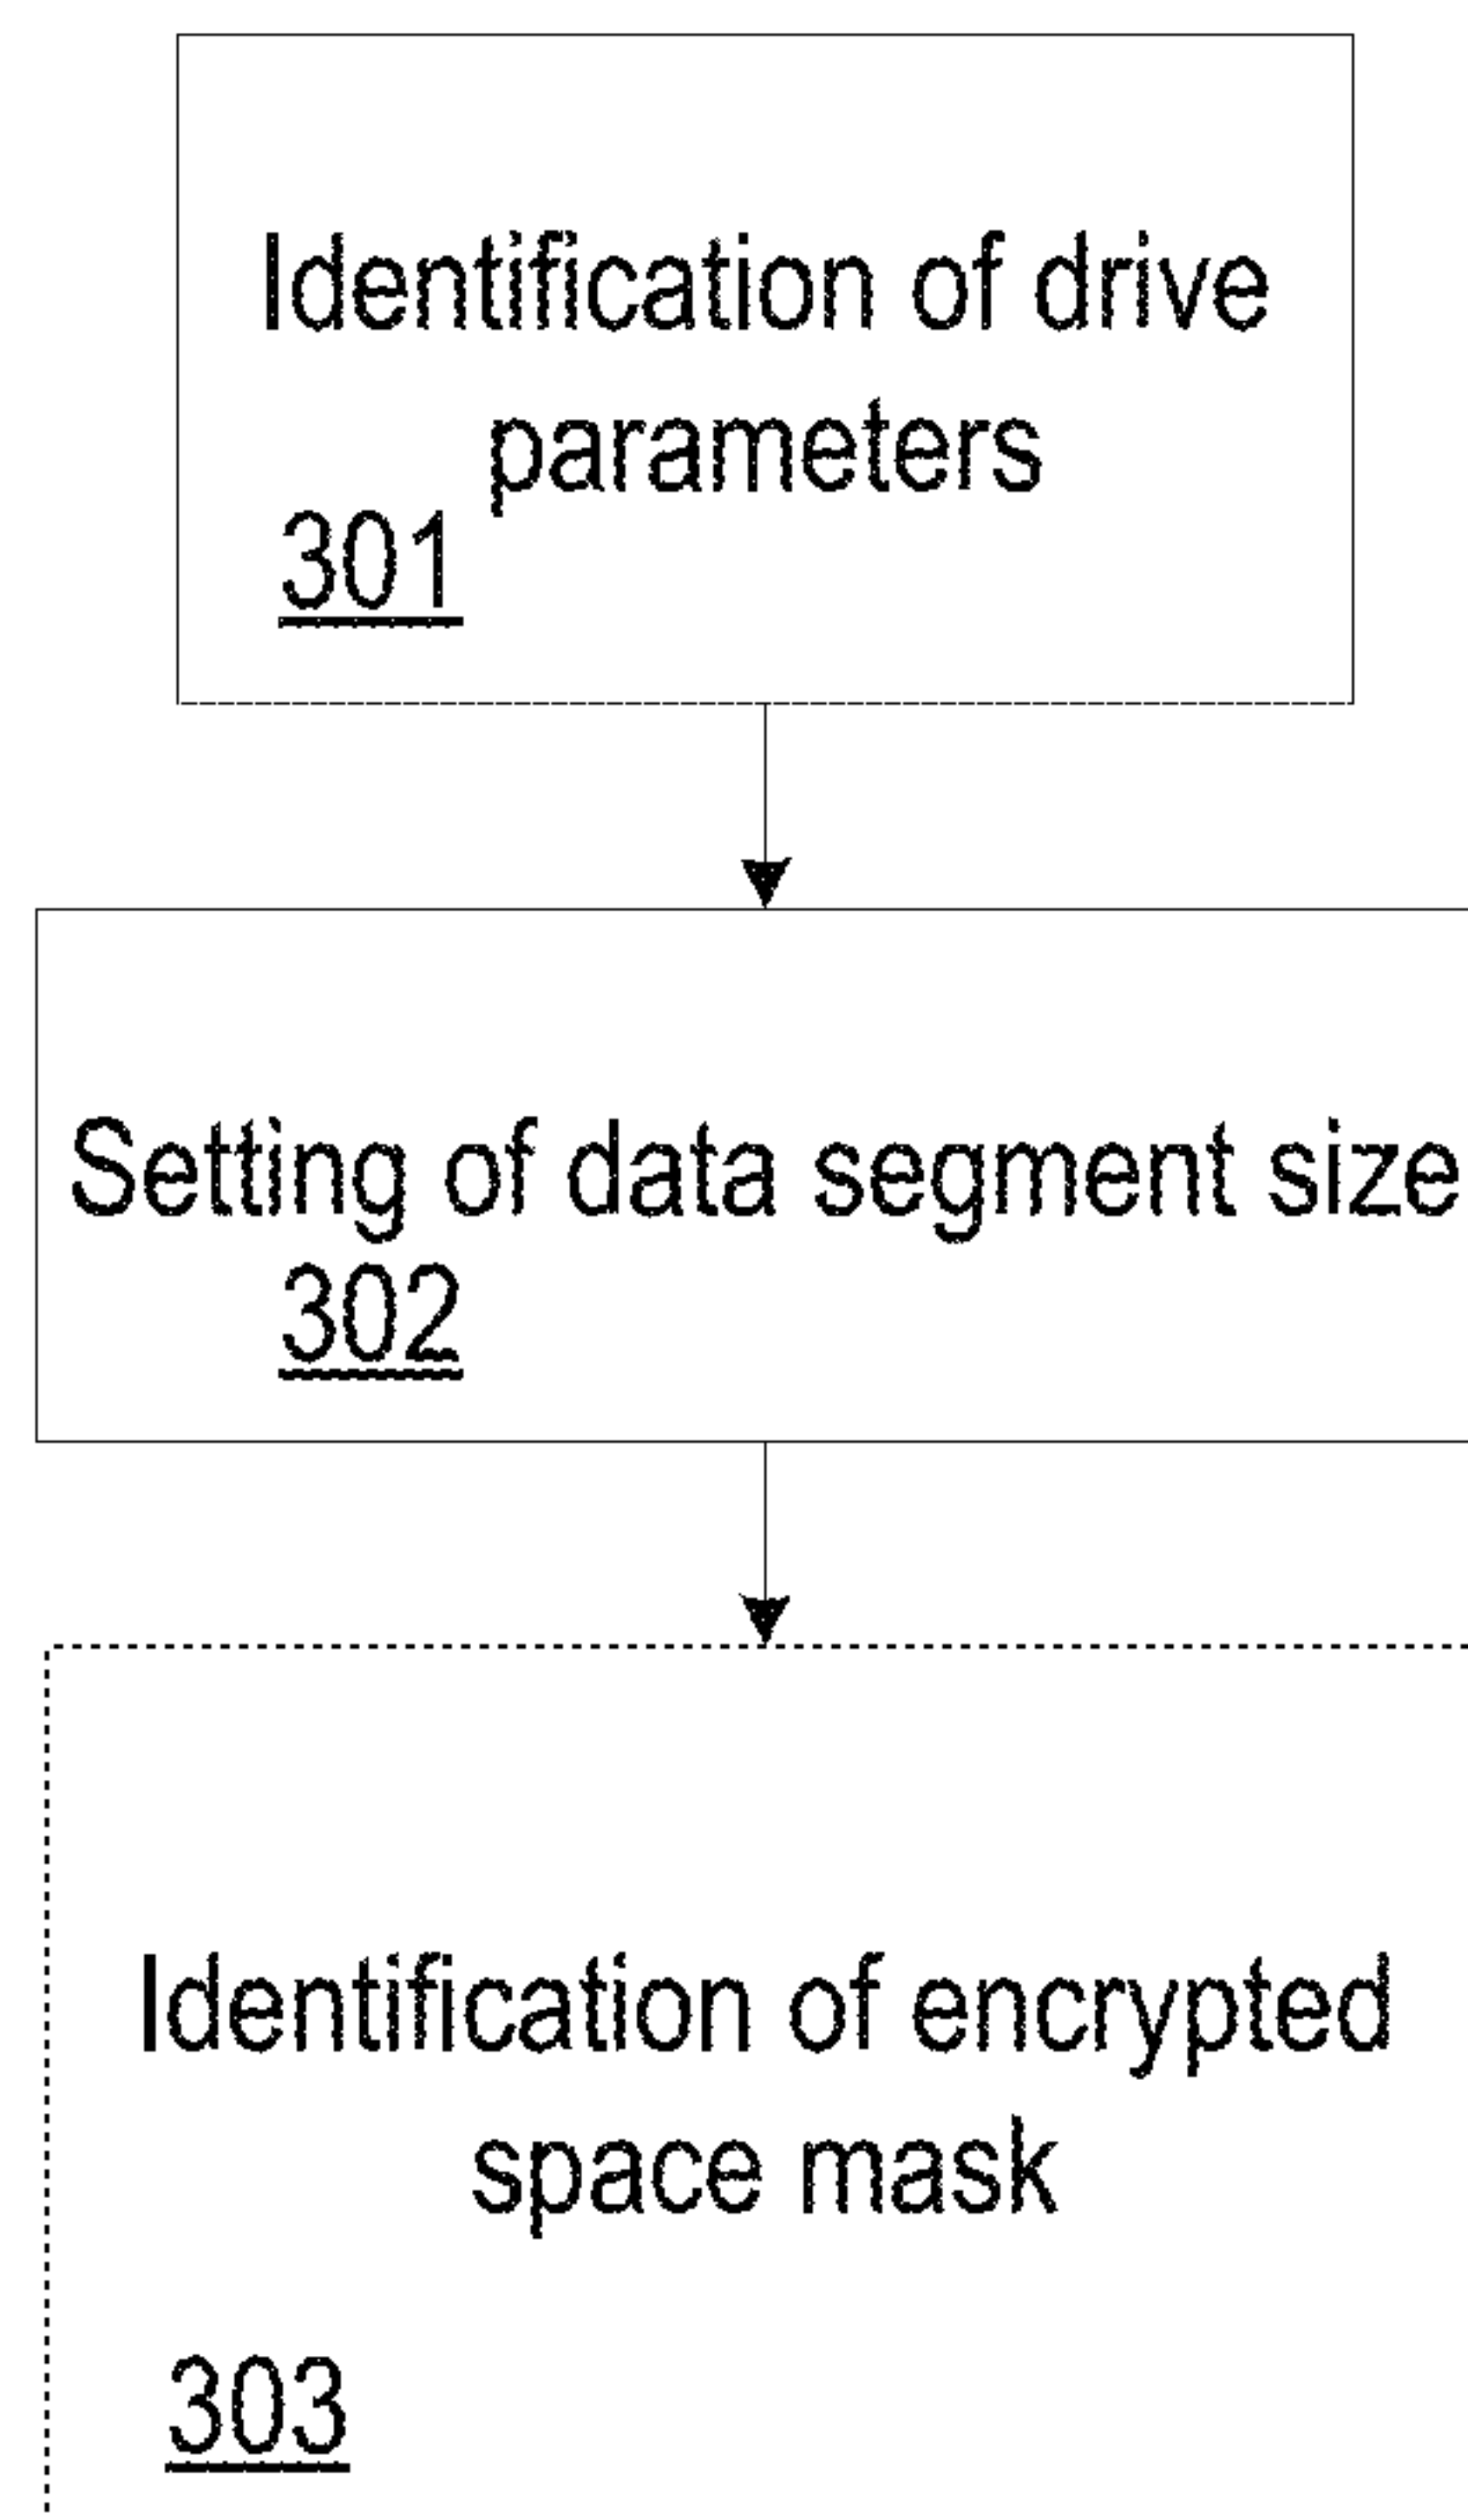 Identification of drive
parameters
301
Setting of data segment size
302
Identification of encrypted
space mask
303